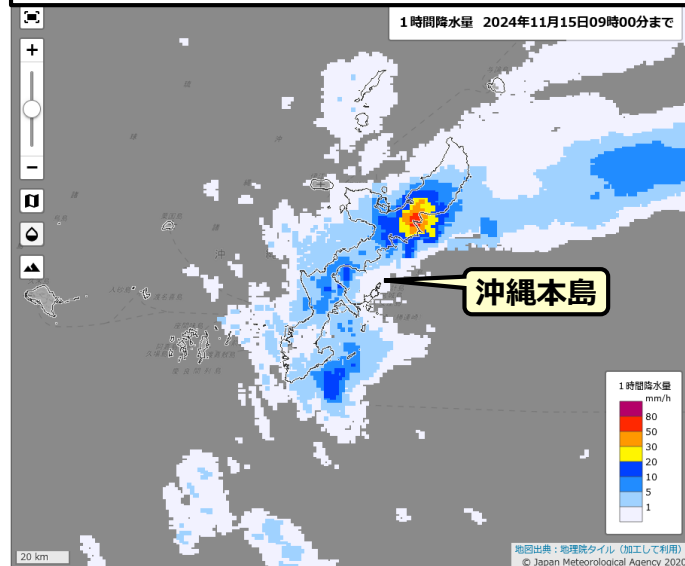 1時間降水量 2024年11月15日09時00分まで
+
−
沖
縄
沖縄本島
1時間降水量
mm/h
80
50
30
20
10
5
1
20 km
地図出典：地理院タイル（加工して利用）
© Japan Meteorological Agency 2020